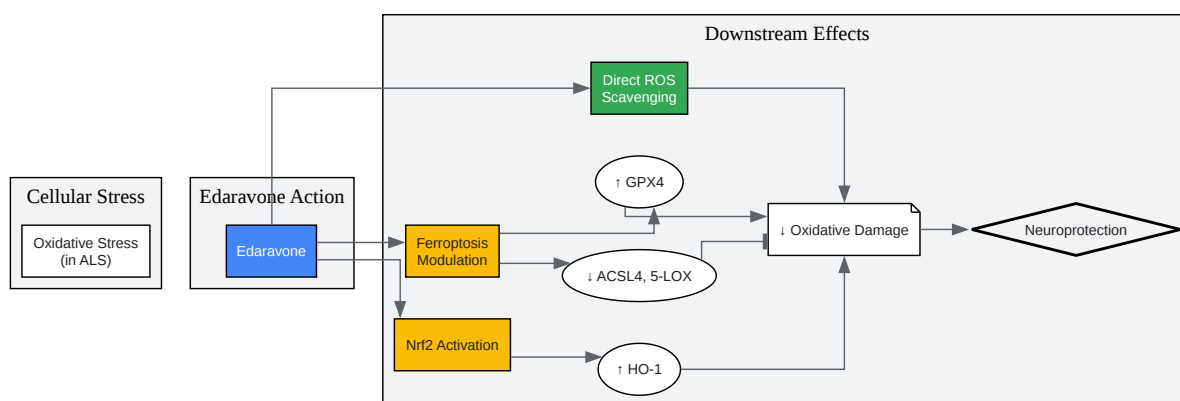 Downstream Effects
Direct ROS
Scavenging
Cellular Stress
Oxidative Stress
(in ALS)
Edaravone Action
Edaravone
Ferroptosis
Modulation
Nrf2 Activation
↑ GPX4
↓ ACSL4, 5-LOX
↑ HO-1
↓ Oxidative Damage
Neuroprotection